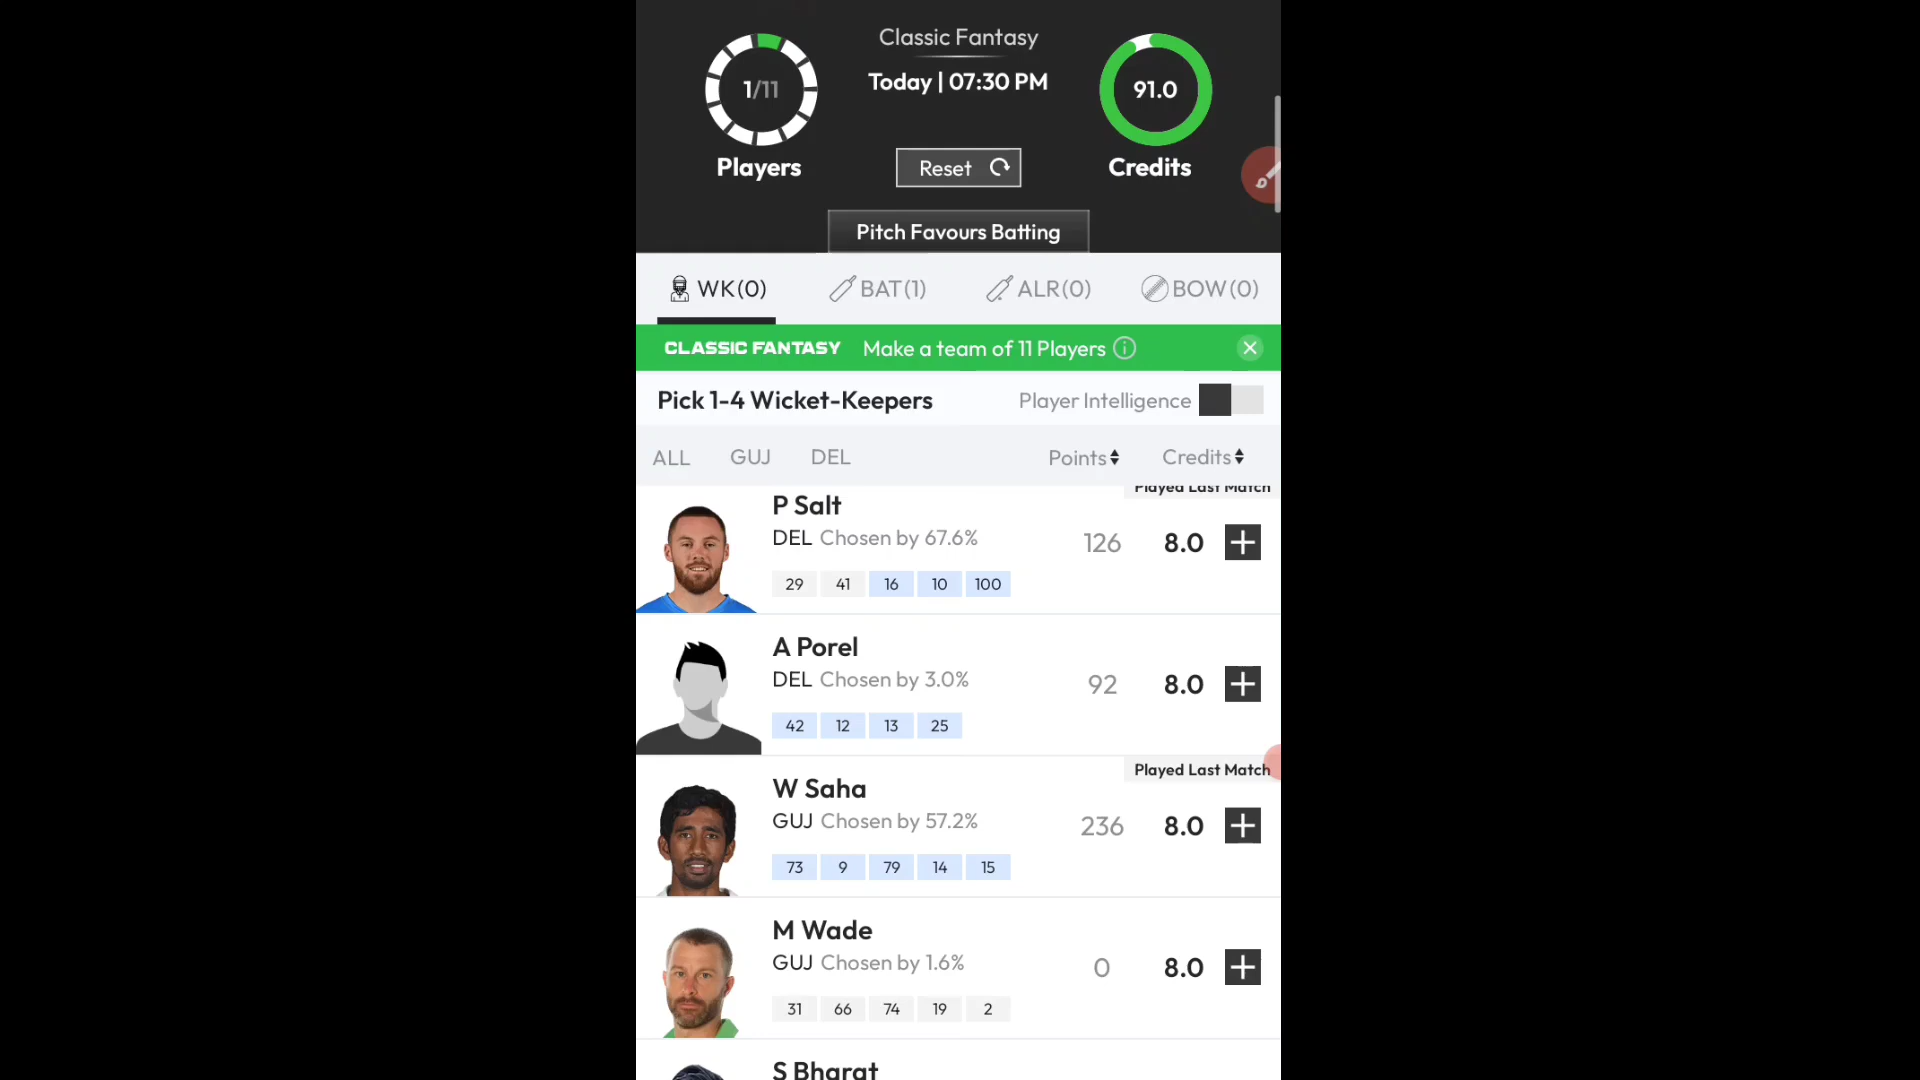 Classic Fantasy
Today | 07:30 PM
1/11
91.0
Players
Reset
Credits
Pitch Favours Batting
WK(0)
BAT(1)
ALR(0)
BOW(0)
CLASSIC FANTASY Make a team of 11 Players
Pick 1-4 Wicket-Keepers
Player Intelligence
ALL GUJ DEL Points Credits
Played Last Match
P Salt
DEL Chosen by 67.6%
126 8.0
29 41 16 10 100
A Porel
DEL Chosen by 3.0%
92 8.0
42 12 13 25
Played Last Match
W Saha
GUJ Chosen by 57.2%
236 8.0
73 9 79 14 15
M Wade
GUJ Chosen by 1.6%
0 8.0
31 66 74 19 2
S Bharat